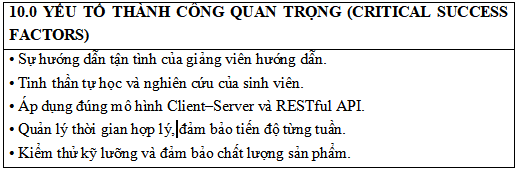 10.0 YẾU TỐ THÀNH CÔNG QUAN TRỌNG (CRITICAL SUCCESS
FACTORS)
• Sự hướng dẫn tận tình của giảng viên hướng dẫn.
• Tinh thần tự học và nghiên cứu của sinh viên.
• Áp dụng đúng mô hình Client–Server và RESTful API.
• Quản lý thời gian hợp lý, đảm bảo tiến độ từng tuần.
• Kiểm thử kỹ lưỡng và đảm bảo chất lượng sản phẩm.